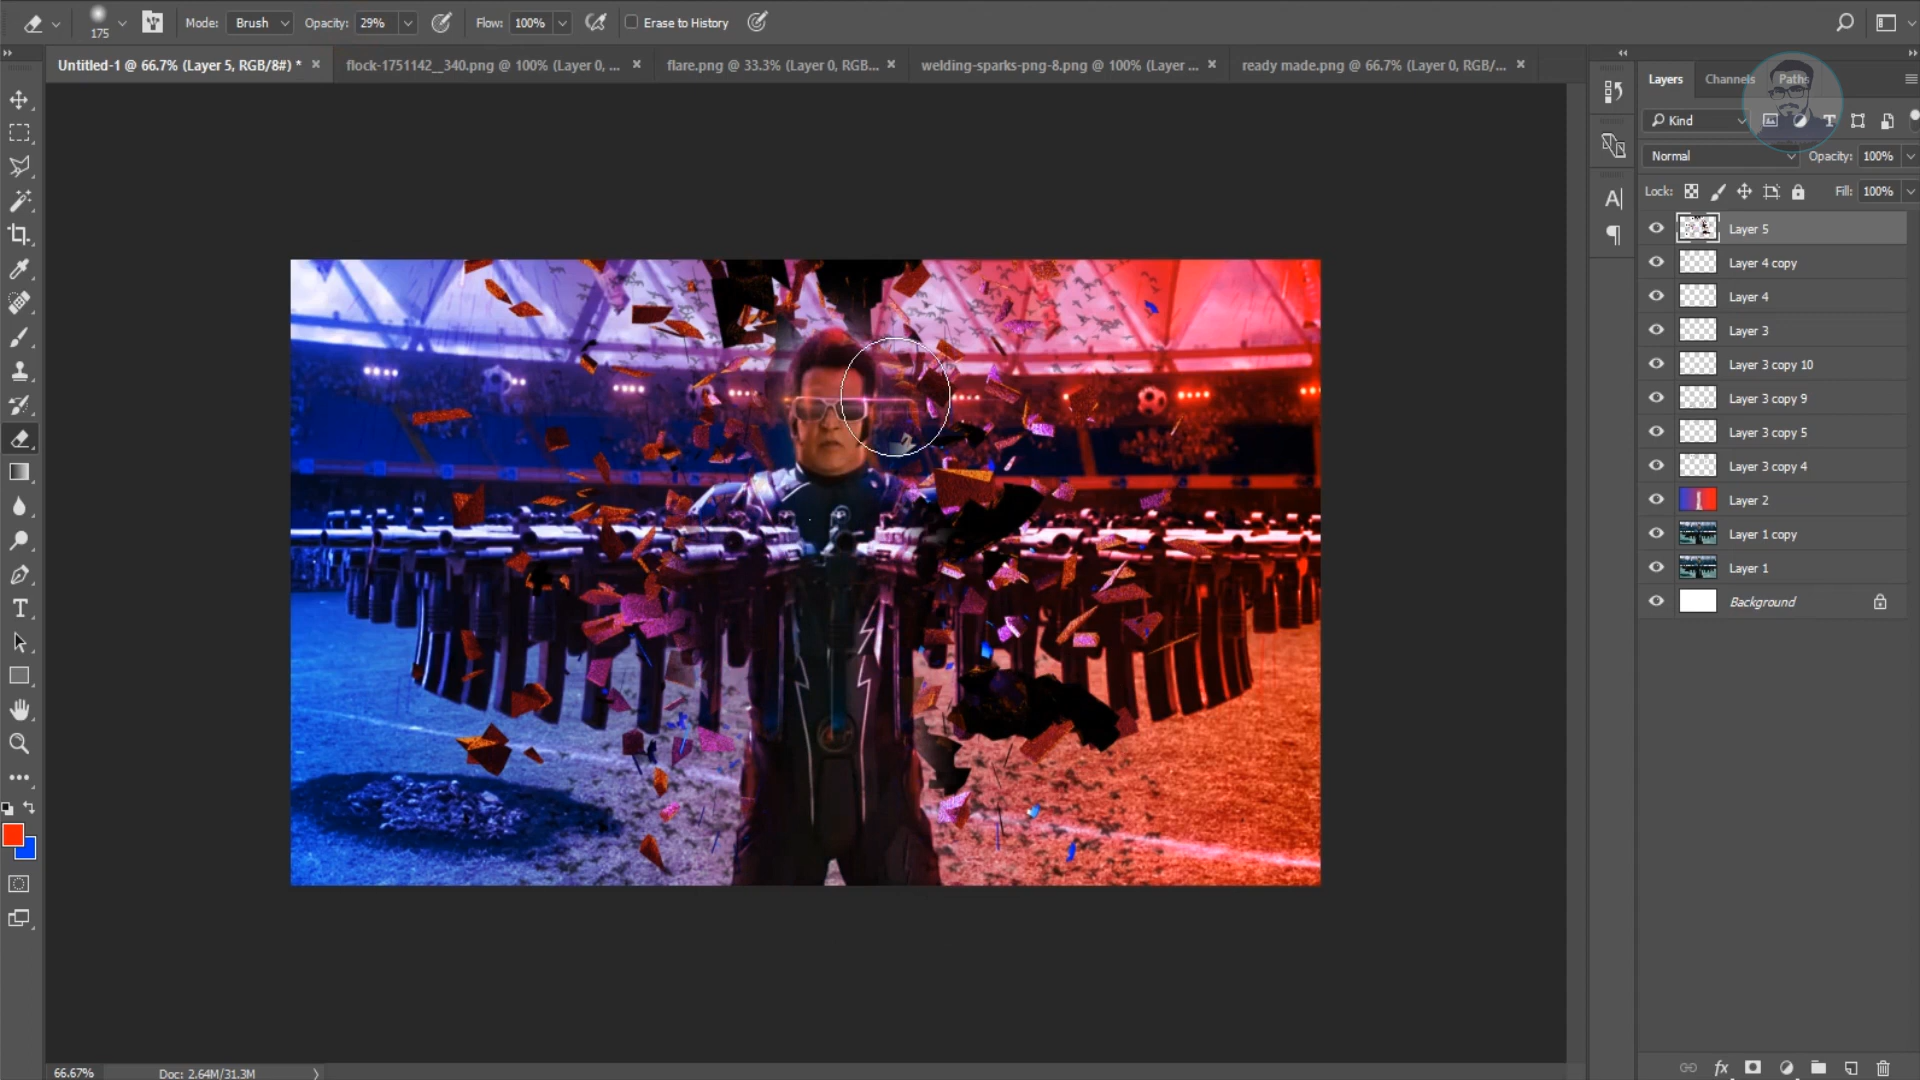 175
Mode: Brush Opacity: 29% Flow: 100% Erase to History
Untitled-1 @ 66.7% (Layer 5, RGB/8#) * × flock-1751142__340.png @ 100% (Layer 0, ... × flare.png @ 33.3% (Layer 0, RGB... × welding-sparks-png-8.png @ 100% (Layer ... × ready made.png @ 66.7% (Layer 0, RGB/... ×
Layers Channels Paths
Kind
Normal Opacity: 100%
Lock: Fill: 100%
Layer 5
Layer 4 copy
Layer 4
Layer 3
Layer 3 copy 10
Layer 3 copy 9
Layer 3 copy 5
Layer 3 copy 4
Layer 2
Layer 1 copy
Layer 1
Background
66.67% Doc: 2.64M/31.3M